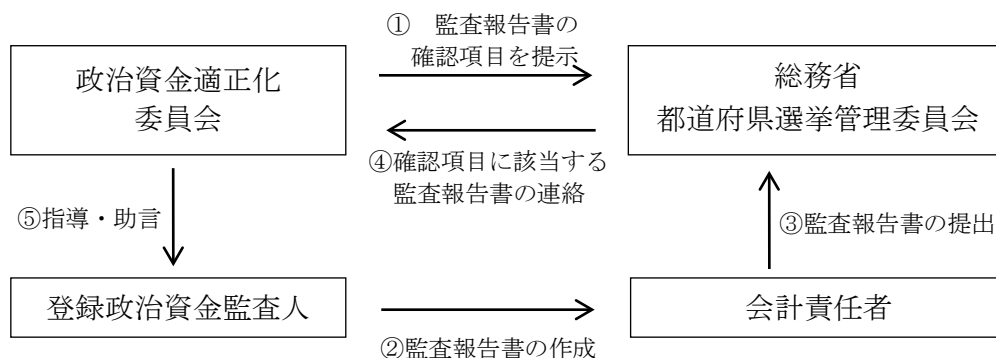 ① 監査報告書の
確認項目を提示
政治資金適正化
委員会
総務省
都道府県選挙管理委員会
④確認項目に該当する
監査報告書の連絡
⑤指導・助言
③監査報告書の提出
登録政治資金監査人
会計責任者
②監査報告書の作成